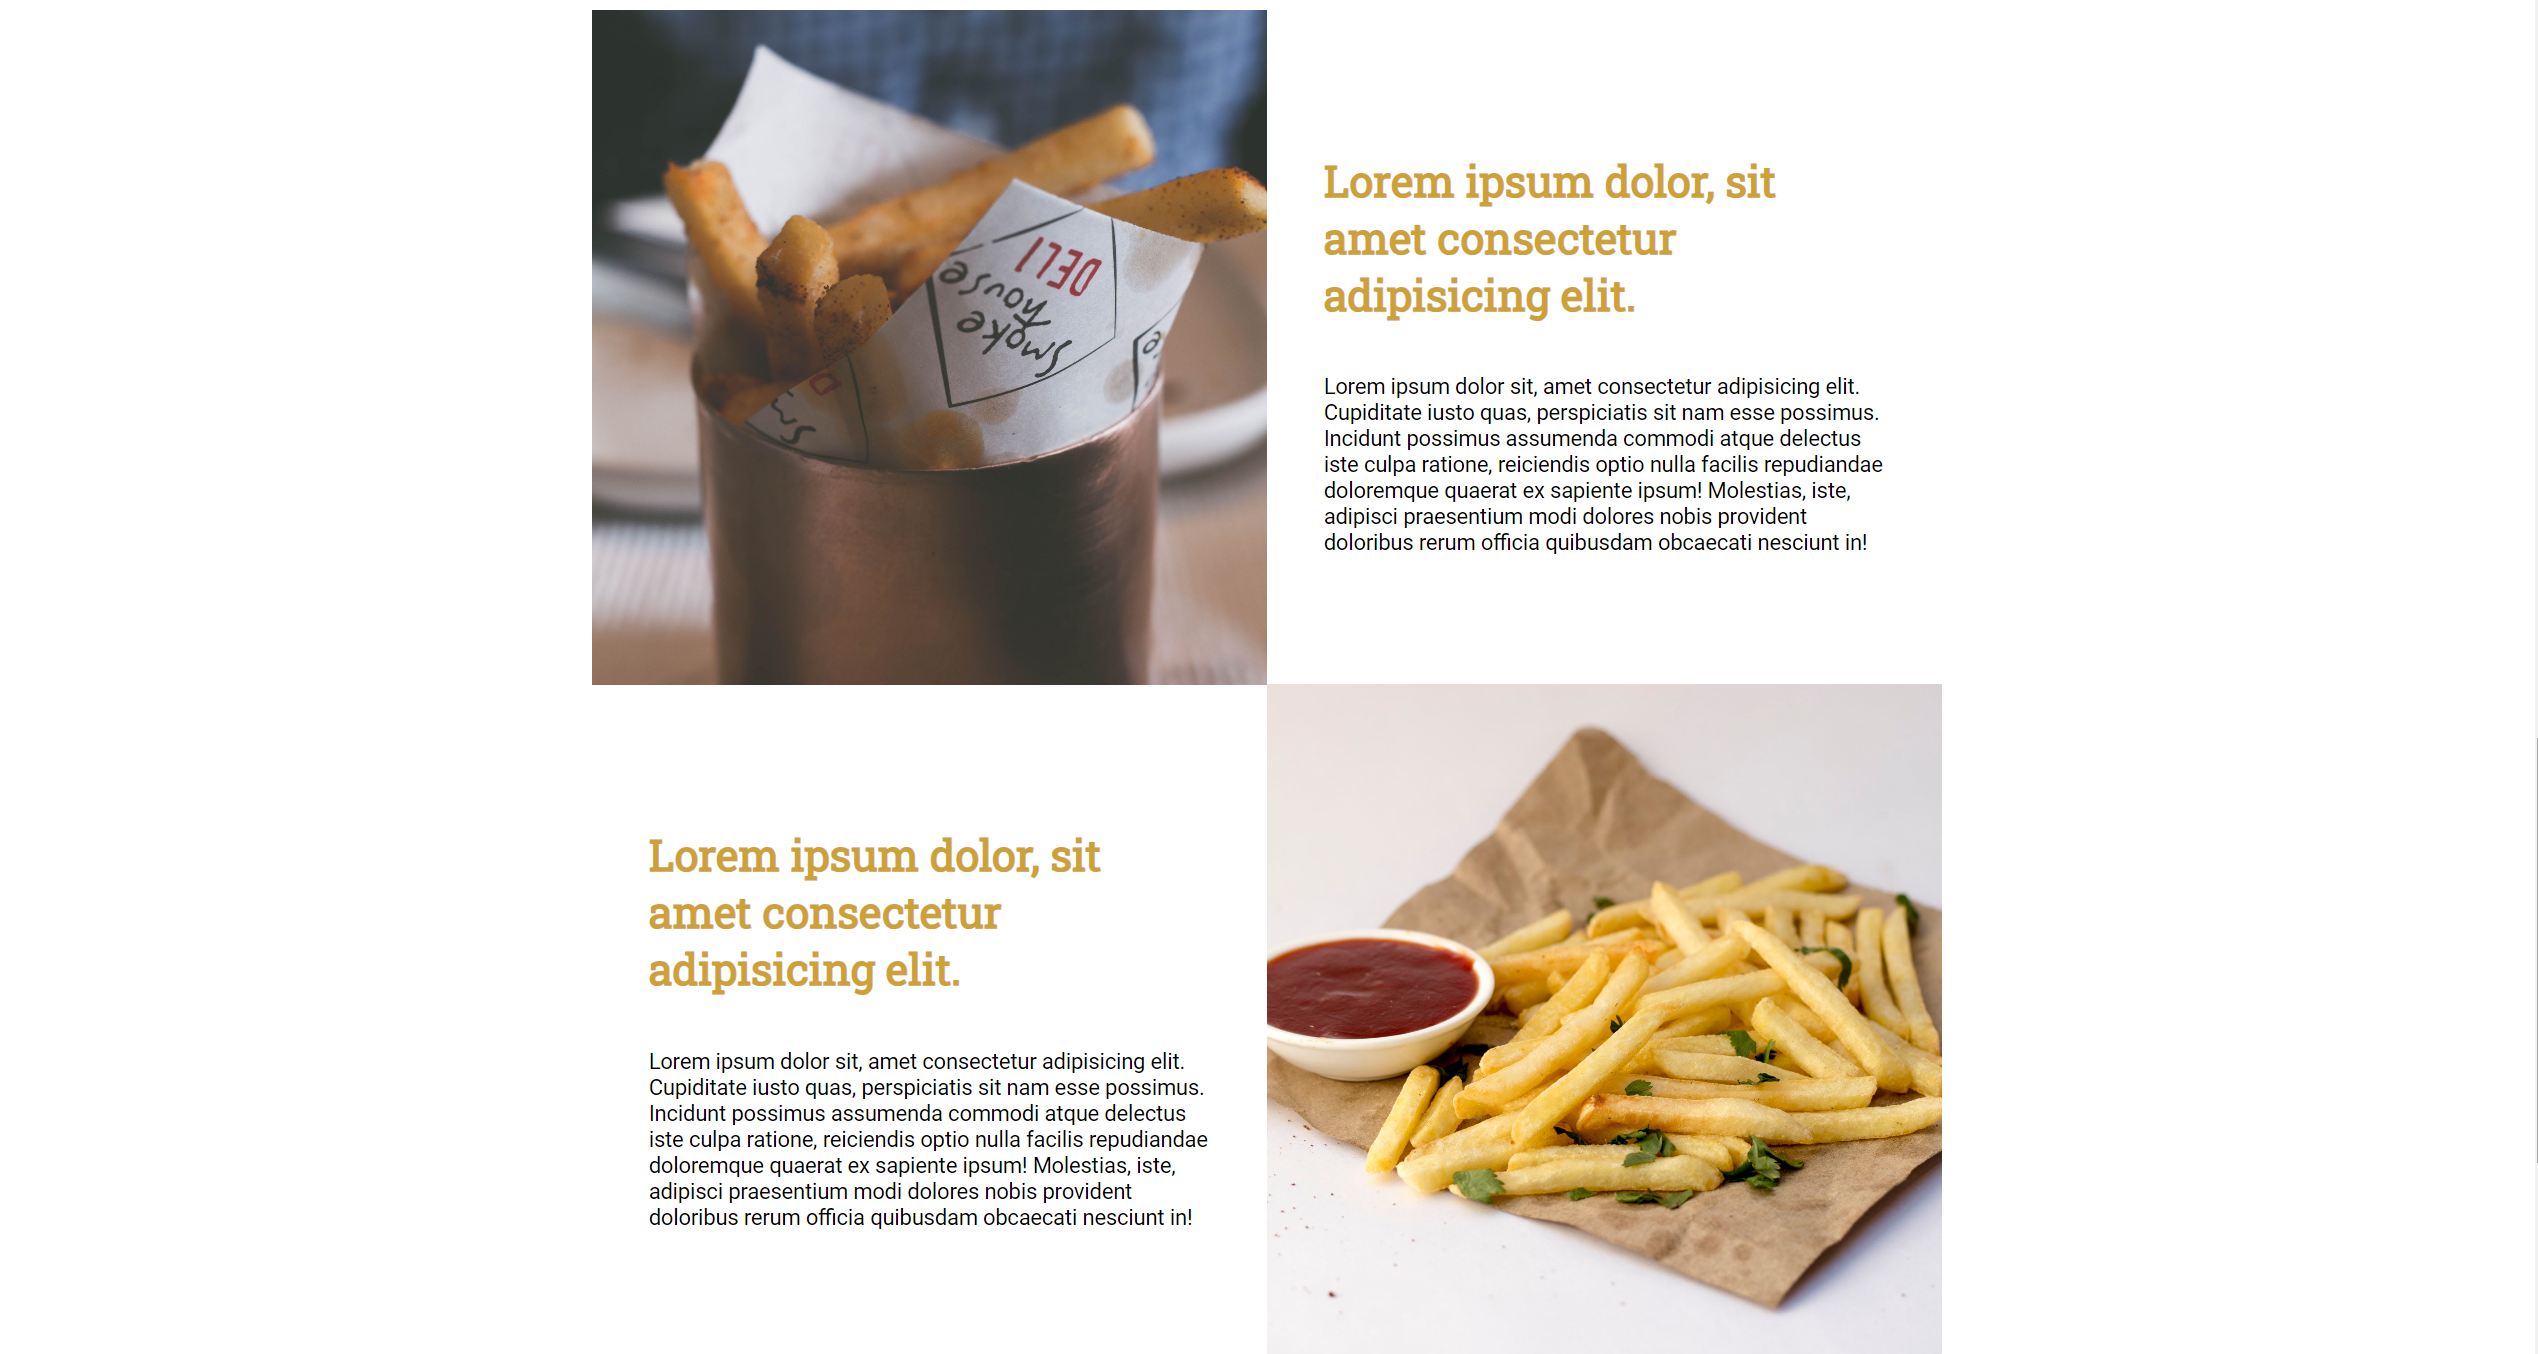 DELI
smoke
house
Lorem ipsum dolor, sit
amet consectetur
adipisicing elit.
Lorem ipsum dolor sit, amet consectetur adipisicing elit.
Cupiditate iusto quas, perspiciatis sit nam esse possimus.
Incidunt possimus assumenda commodi atque delectus
iste culpa ratione, reiciendis optio nulla facilis repudiandae
doloremque quaerat ex sapiente ipsum! Molestias, iste,
adipisci praesentium modi dolores nobis provident
doloribus rerum officia quibusdam obcaecati nesciunt in!
Lorem ipsum dolor, sit
amet consectetur
adipisicing elit.
Lorem ipsum dolor sit, amet consectetur adipisicing elit.
Cupiditate iusto quas, perspiciatis sit nam esse possimus.
Incidunt possimus assumenda commodi atque delectus
iste culpa ratione, reiciendis optio nulla facilis repudiandae
doloremque quaerat ex sapiente ipsum! Molestias, iste,
adipisci praesentium modi dolores nobis provident
doloribus rerum officia quibusdam obcaecati nesciunt in!